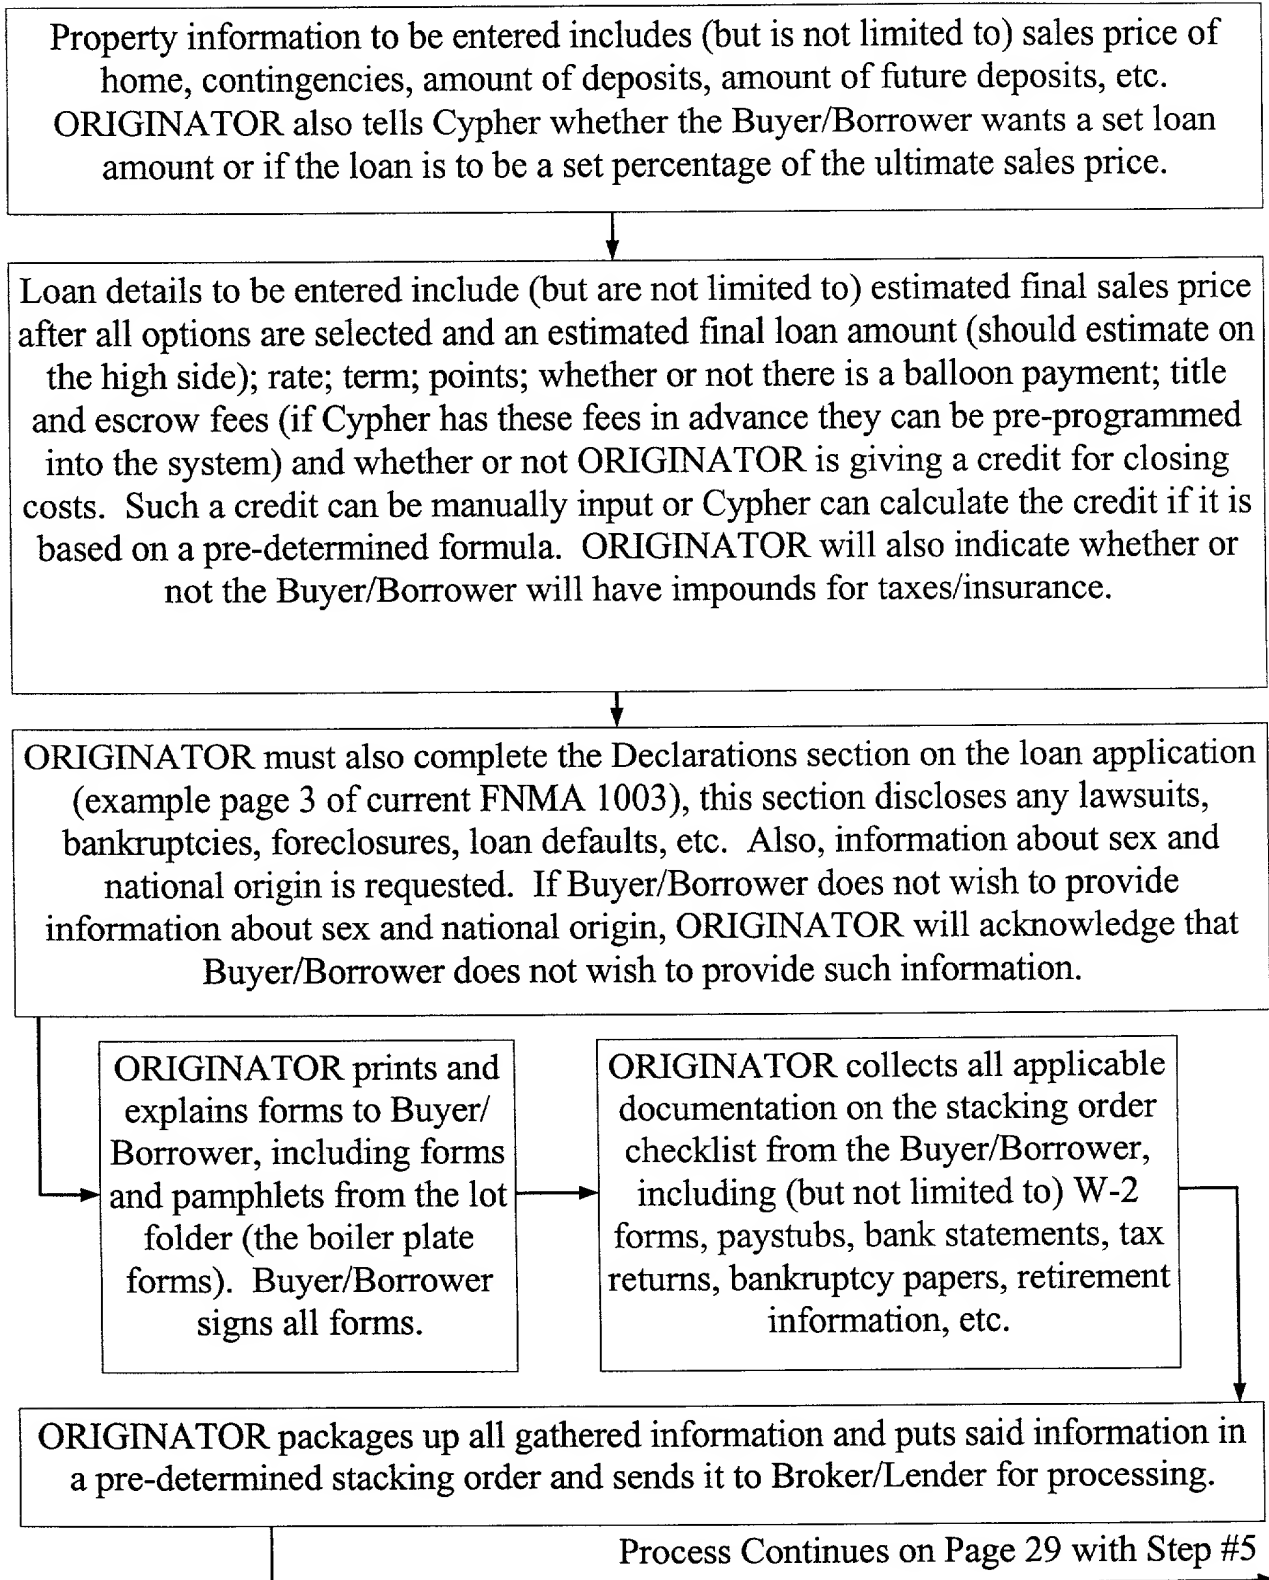 Property information to be entered includes (but is not limited to) sales price of
home, contingencies, amount of deposits, amount of future deposits, etc.
ORIGINATOR also tells Cypher whether the Buyer/Borrower wants a set loan
amount or if the loan is to be a set percentage of the ultimate sales price.
Loan details to be entered include (but are not limited to) estimated final sales price
after all options are selected and an estimated final loan amount (should estimate on
the high side); rate; term; points; whether or not there is a balloon payment; title
and escrow fees (if Cypher has these fees in advance they can be pre-programmed
into the system) and whether or not ORIGINATOR is giving a credit for closing
costs.  Such a credit can be manually input or Cypher can calculate the credit if it is
based on a pre-determined formula.  ORIGINATOR will also indicate whether or
not the Buyer/Borrower will have impounds for taxes/insurance.
ORIGINATOR must also complete the Declarations section on the loan application
(example page 3 of current FNMA 1003), this section discloses any lawsuits,
bankruptcies, foreclosures, loan defaults, etc.  Also, information about sex and
national origin is requested.  If Buyer/Borrower does not wish to provide
information about sex and national origin, ORIGINATOR will acknowledge that
Buyer/Borrower does not wish to provide such information.
ORIGINATOR prints and
explains forms to Buyer/
Borrower, including forms
and pamphlets from the lot
folder (the boiler plate
forms).  Buyer/Borrower
signs all forms.
ORIGINATOR collects all applicable
documentation on the stacking order
checklist from the Buyer/Borrower,
including (but not limited to) W-2
forms, paystubs, bank statements, tax
returns, bankruptcy papers, retirement
information, etc.
ORIGINATOR packages up all gathered information and puts said information in
a pre-determined stacking order and sends it to Broker/Lender for processing.
Process Continues on Page 29 with Step #5